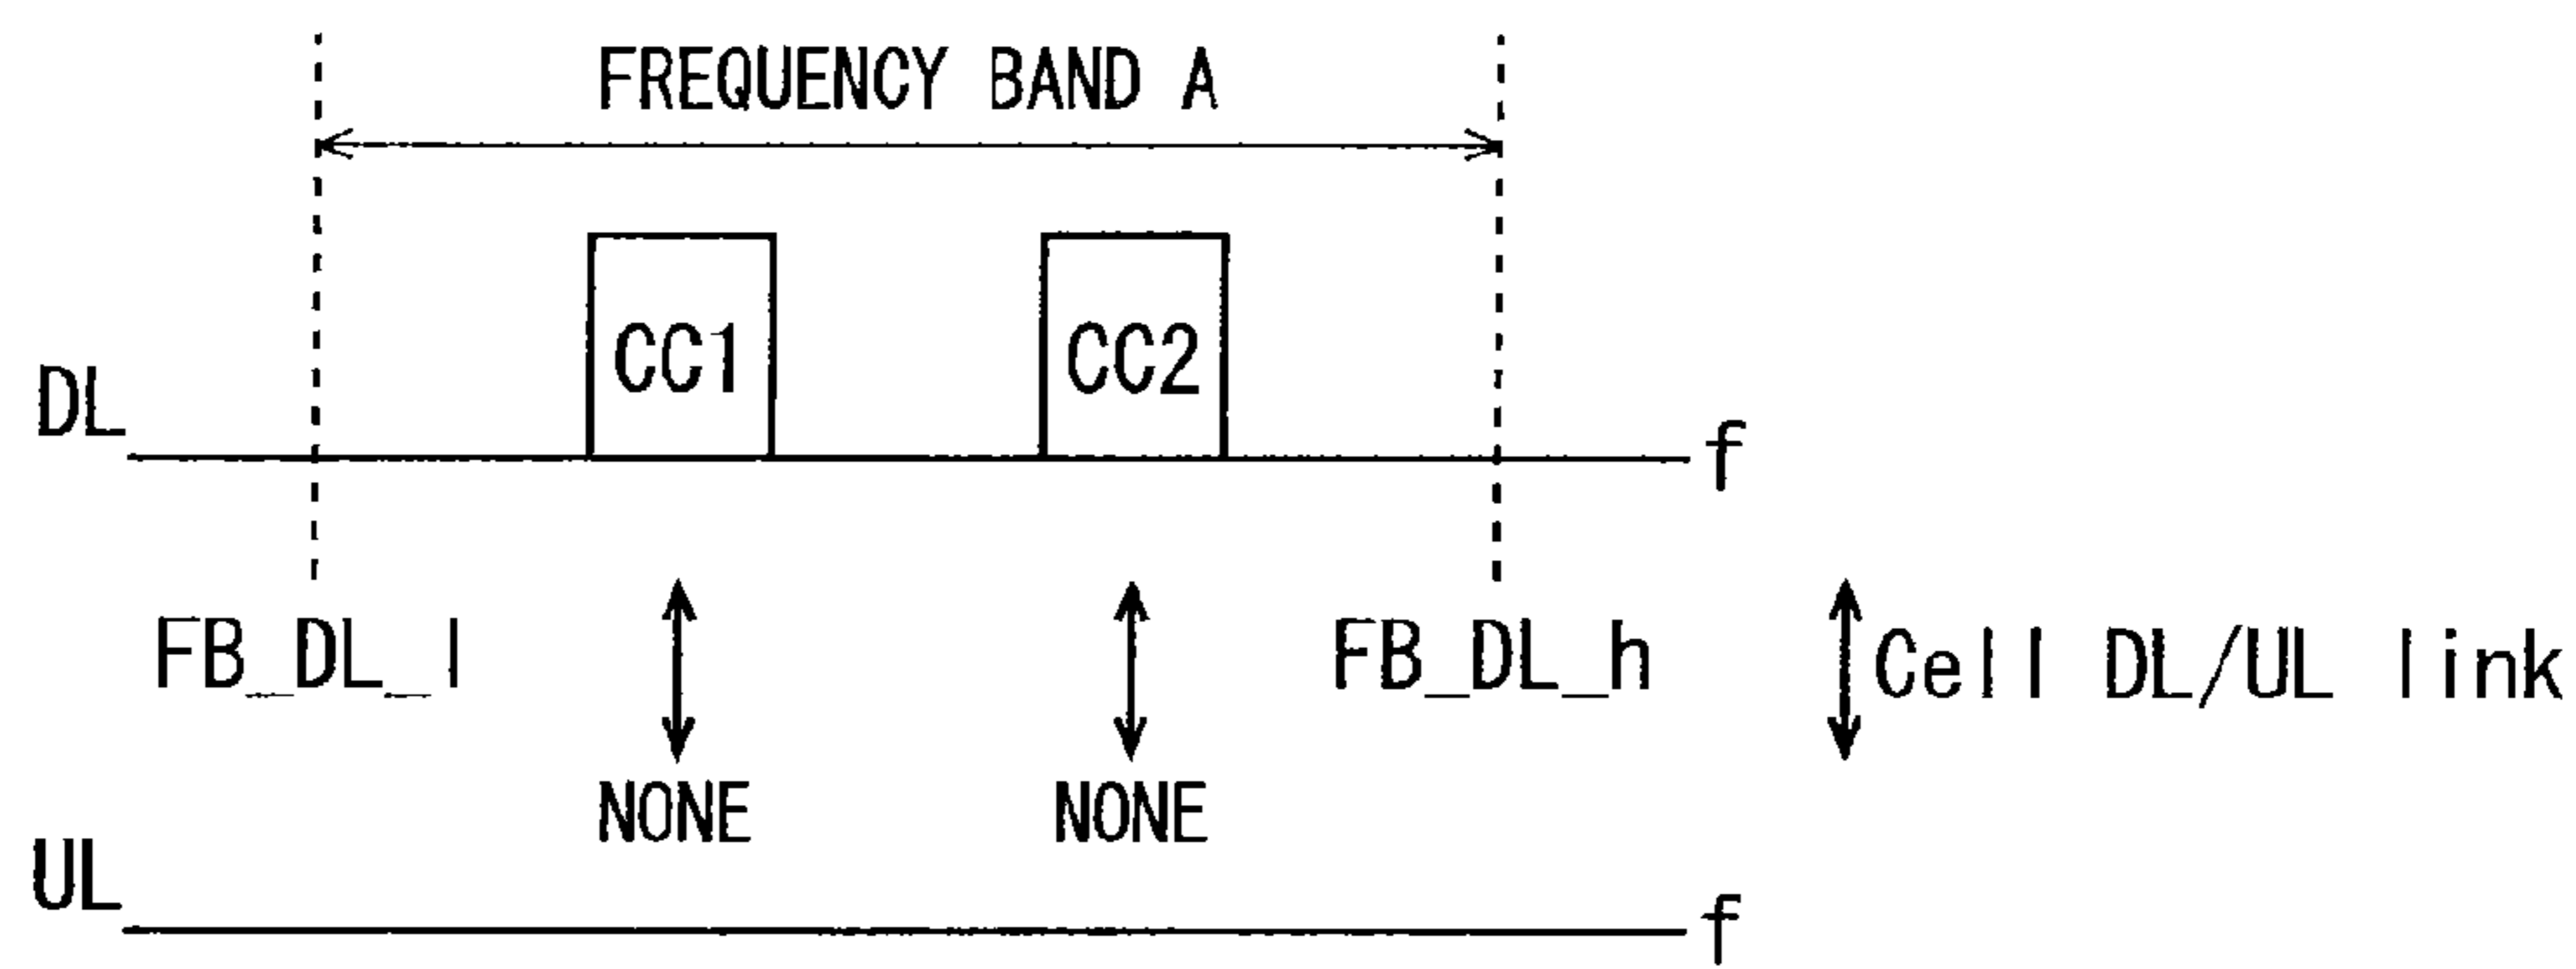 FREQUENCY BAND A
CC1 CC2
DL
f
FB_DL_l FB_DL_h Cell DL/UL link
NONE NONE
UL
f